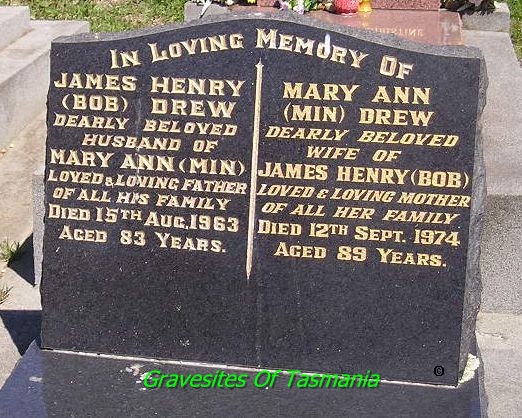 IN LOVING MEMORY OF
JAMES HENRY
(BOB) DREW
DEARLY BELOVED
HUSBAND OF
MARY ANN (MIN)
LOVED & LOVING FATHER
OF ALL HIS FAMILY
DIED 15TH AUG, 1963
AGED 83 YEARS.
MARY ANN
(MIN) DREW
DEARLY BELOVED
WIFE OF
JAMES HENRY (BOB)
LOVED & LOVING MOTHER
OF ALL HER FAMILY
DIED 12TH SEPT. 1974
AGED 89 YEARS.
©
Gravesites Of Tasmania